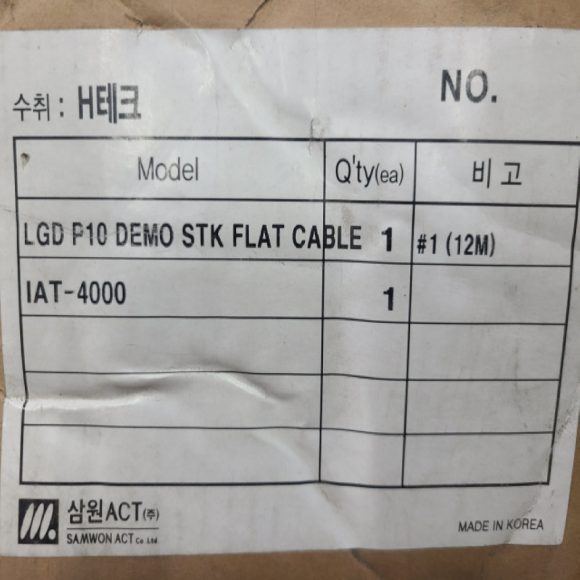 수취 : H테크
NO.
Model Q'ty(ea) 비고
LGD P10 DEMO STK FLAT CABLE 1 #1 (12M)
IAT-4000 1
삼원ACT(주)
SAMWON ACT Co. Ltd.
MADE IN KOREA